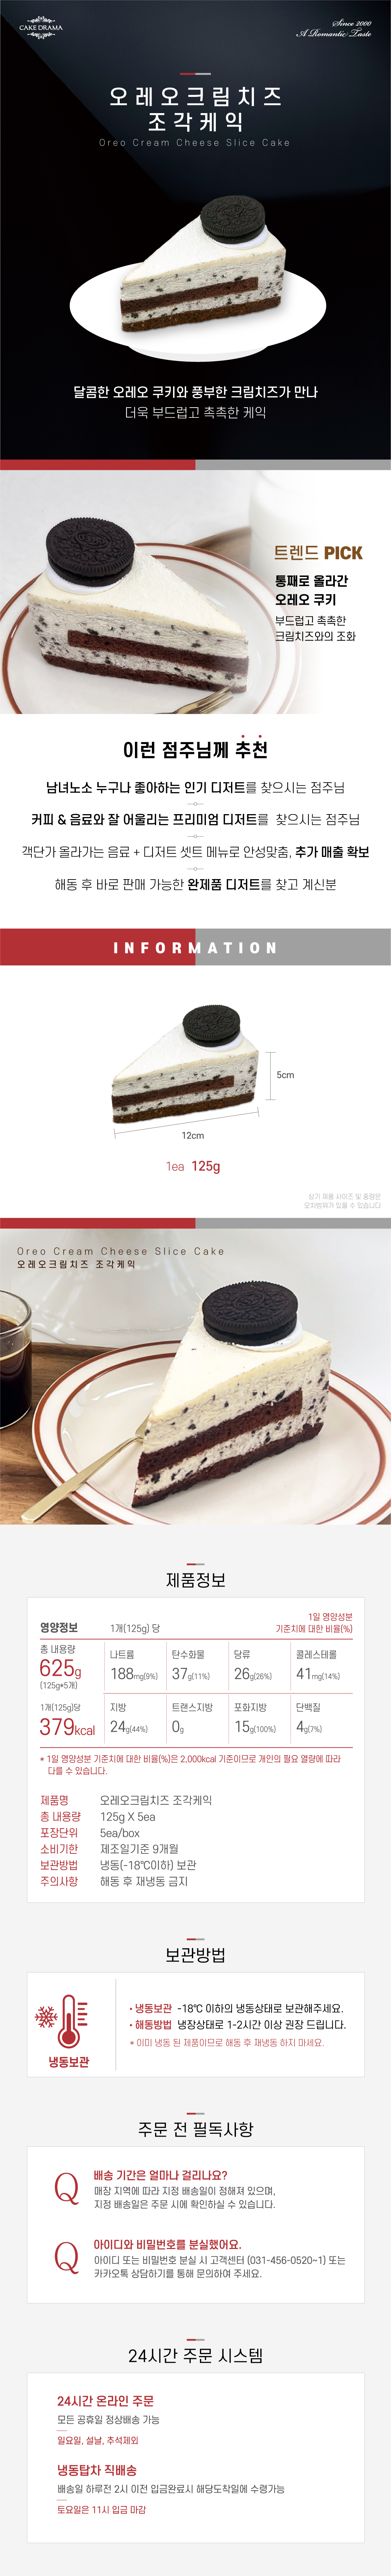 CAKE DRAMA
Since 2000
A Romantic Taste
오레오크림치즈
조각케익
Oreo Cream Cheese Slice Cake
달콤한 오레오 쿠키와 풍부한 크림치즈가 만나
더욱 부드럽고 촉촉한 케익
트렌드 PICK
통째로 올라간
오레오 쿠키
부드럽고 촉촉한
크림치즈와의 조화
이런 점주님께 추천
남녀노소 누구나 좋아하는 인기 디저트를 찾으시는 점주님
커피 & 음료와 잘 어울리는 프리미엄 디저트를 찾으시는 점주님
객단가 올라가는 음료 + 디저트 셋트 메뉴로 안성맞춤, 추가 매출 확보
해동 후 바로 판매 가능한 완제품 디저트를 찾고 계신분
INFORMATION
5cm
12cm
1ea 125g
상기 제품 사이즈 및 중량은
오차범위가 있을 수 있습니다
Oreo Cream Cheese Slice Cake
오레오크림치즈 조각케익
제품정보
영양정보
1개(125g) 당
1일 영양성분
기준치에 대한 비율(%)
총 내용량
625g
(125g*5개)
나트륨
188mg(9%)
탄수화물
37g(11%)
당류
26g(26%)
콜레스테롤
41mg(14%)
1개(125g)당
379kcal
지방
24g(44%)
트랜스지방
0g
포화지방
15g(100%)
단백질
4g(7%)
* 1일 영양성분 기준치에 대한 비율(%)은 2,000kcal 기준이므로 개인의 필요 열량에 따라
다를 수 있습니다.
제품명 오레오크림치즈 조각케익
총 내용량 125g X 5ea
포장단위 5ea/box
소비기한 제조일기준 9개월
보관방법 냉동(-18℃이하) 보관
주의사항 해동 후 재냉동 금지
보관방법
냉동보관
• 냉동보관 -18℃ 이하의 냉동상태로 보관해주세요.
• 해동방법 냉장상태로 1-2시간 이상 권장 드립니다.
* 이미 냉동 된 제품이므로 해동 후 재냉동 하지 마세요.
주문 전 필독사항
Q
배송 기간은 얼마나 걸리나요?
매장 지역에 따라 지정 배송일이 정해져 있으며,
지정 배송일은 주문 시에 확인하실 수 있습니다.
Q
아이디와 비밀번호를 분실했어요.
아이디 또는 비밀번호 분실 시 고객센터 (031-456-0520~1) 또는
카카오톡 상담하기를 통해 문의하여 주세요.
24시간 주문 시스템
24시간 온라인 주문
모든 공휴일 정상배송 가능
일요일, 설날, 추석제외
냉동탑차 직배송
배송일 하루전 2시 이전 입금완료시 해당도착일에 수령가능
토요일은 11시 입금 마감